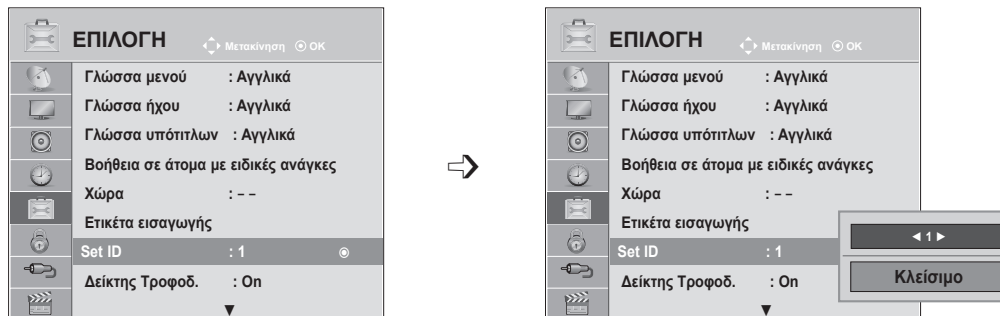 ΕΠΙΛΟΓΗ Μετακίνηση OK
Γλώσσα μενού : Αγγλικά
Γλώσσα ήχου : Αγγλικά
Γλώσσα υπότιτλων : Αγγλικά
Βοήθεια σε άτομα με ειδικές ανάγκες
Χώρα : – –
Ετικέτα εισαγωγής
Set ID : 1
Δείκτης Τροφοδ. : On
ΕΠΙΛΟΓΗ Μετακίνηση OK
Γλώσσα μενού : Αγγλικά
Γλώσσα ήχου : Αγγλικά
Γλώσσα υπότιτλων : Αγγλικά
Βοήθεια σε άτομα με ειδικές ανάγκες
Χώρα : – –
Ετικέτα εισαγωγής
Set ID : 1
Δείκτης Τροφοδ. : On
◄ 1 ►
Κλείσιμο